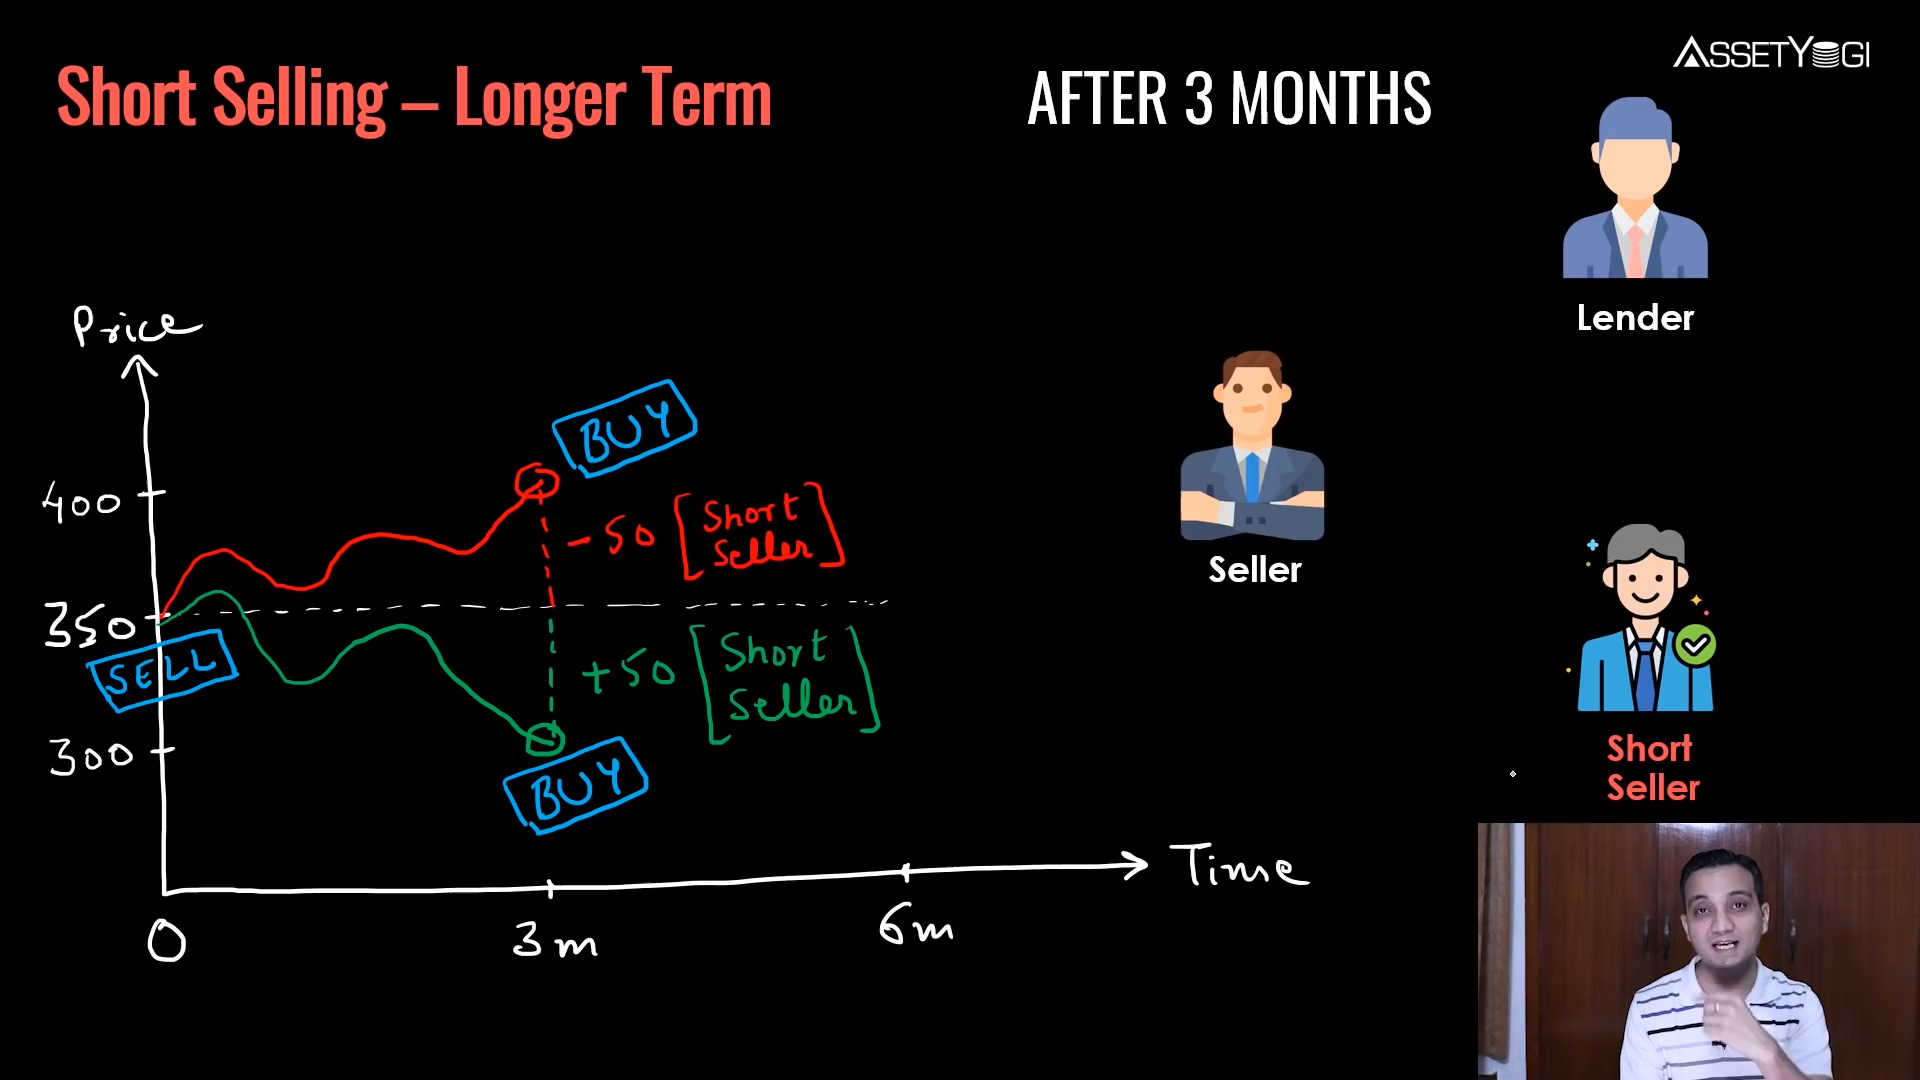 ASSETYOGI
Short Selling – Longer Term
AFTER 3 MONTHS
Lender
Price
BUY
400
- 50 [Short
Seller]
Seller
350
SELL
+50 [Short
Seller]
300
BUY
Short
Seller
Time
0
3m
6m